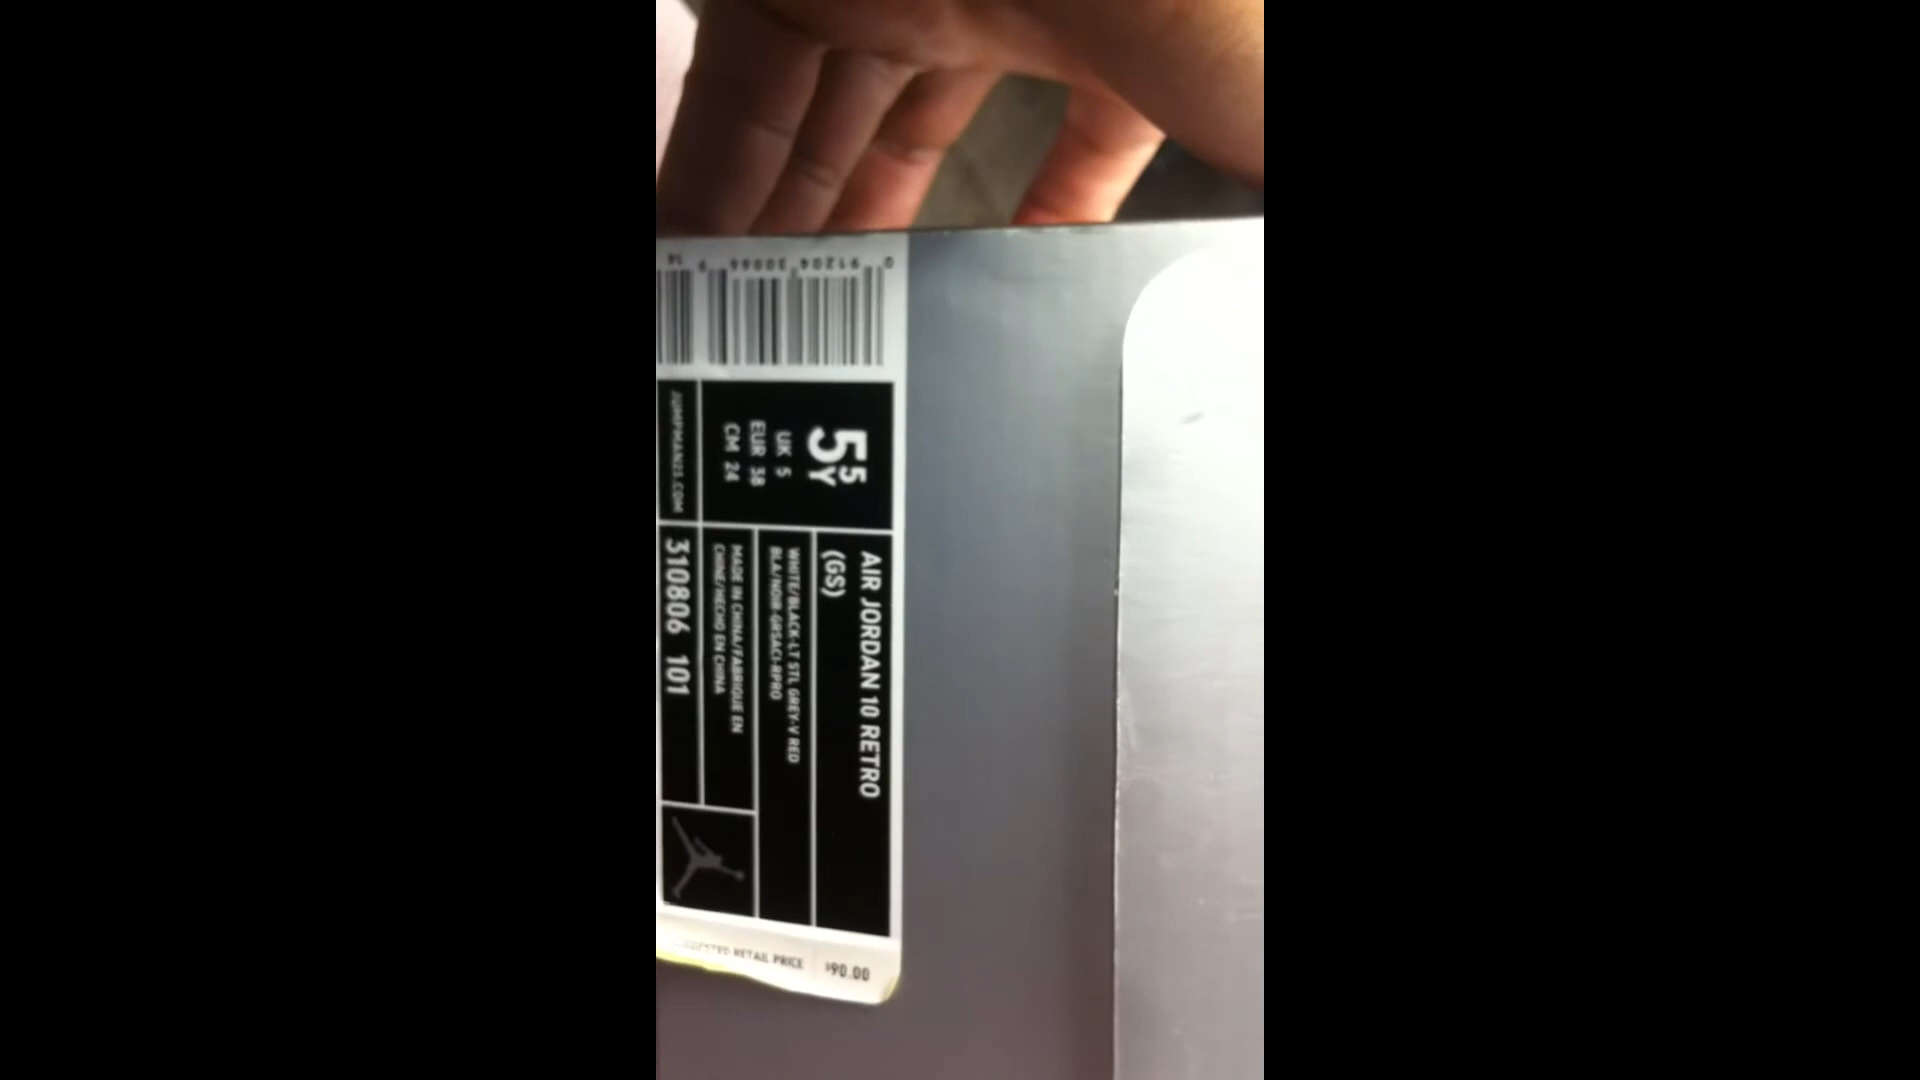 0 91204 30066 9
5.5Y
UK 5
EUR 38
CM 24
JUMPMAN23.COM
AIR JORDAN 10 RETRO
(GS)
WHITE/BLACK-LT STL GREY-V RED
BLA/NOIR-GRSACI-RPRO
MADE IN CHINA/FABRIQUE EN
CHINE/HECHO EN CHINA
310806 101
RETAIL PRICE $90.00